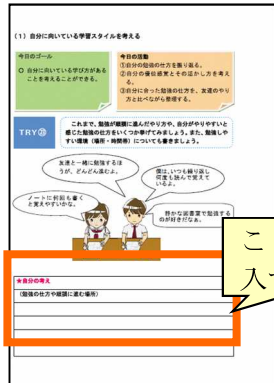 (1) 自分に向いている学習スタイルを考える
今日のゴール
○ 自分に向いている学び方がある
ことを考えることができる。
今日の活動
①自分の勉強の仕方を振り返る。
②自分の優位感覚とその活かし方を考え
る。
③自分に合った勉強の仕方を、友達のやり
方と比べながら整理する。
TRY㉕
これまで、勉強が順調に進んだやり方や、自分がやりやすいと
感じた勉強の仕方をいくつか挙げてみましょう。また、勉強しや
すい環境（場所・時間帯）についても書きましょう。
友達と一緒に勉強するほ
うが、どんどん進むよ。
僕は、いつも繰り返し
何度も読んで覚えて
いるよ。
ノートに何回も書く
と覚えやすいかな。
静かな図書室で勉強する
のが好きだなぁ。
こ
入
★自分の考え
(勉強の仕方や順調に進む場所)